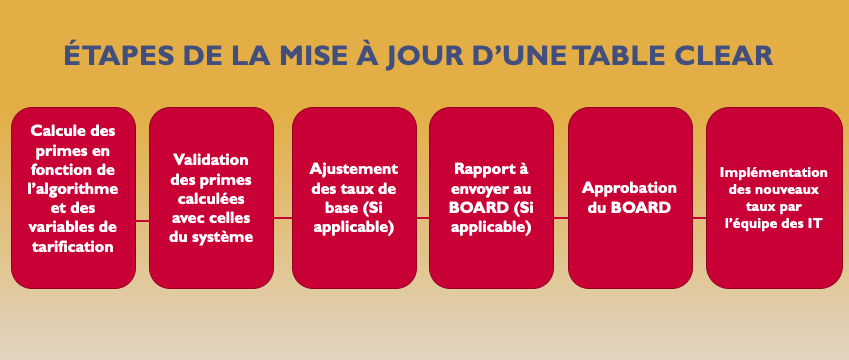 ÉTAPES DE LA MISE À JOUR D'UNE TABLE CLEAR
Calcule des
primes en
fonction de
l'algorithme
et des
variables de
tarification
Validation
des primes
calculées
avec celles
du système
Ajustement
des taux de
base (Si
applicable)
Rapport à
envoyer au
BOARD (Si
applicable)
Approbation
du BOARD
Implémentation
des nouveaux
taux par
l'équipe des IT